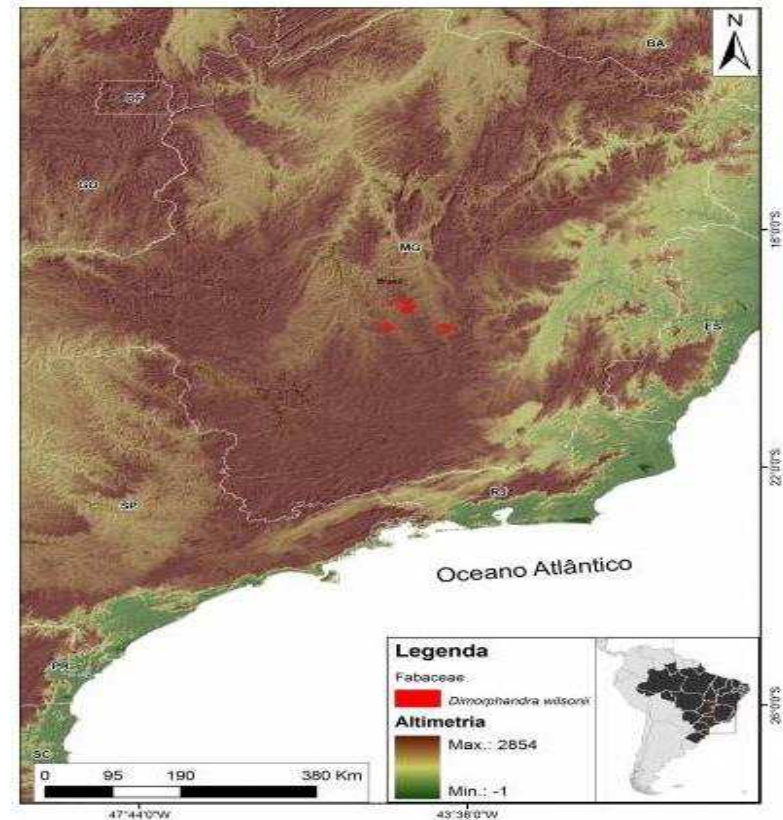 N
BA
DF
GO
MG
Brasil
18°0'0"S
ES
22°0'0"S
SP
RJ
Oceano Atlântico
PR
SC
26°0'0"S
Legenda
Fabaceae
Dimorphandra wilsonii
Altimetria
Max.: 2854
Min.: -1
0 95 190 380 Km
47°44'0"W 43°36'0"W